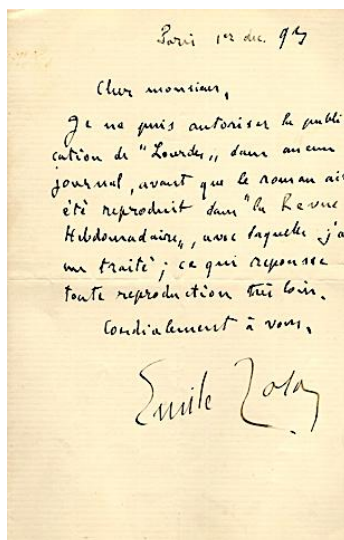 Paris 1er dec. 93
Cher monsieur,
Je ne puis autoriser la publi
cation de "Lourdes„ dans aucun
journal, avant que le roman ai
été reproduit dans "la Revue
Hebdomadaire„, avec laquelle j'a
un traité ; ce qui repousse
toute reproduction très loin.
Cordialement à vous,
Emile Zola